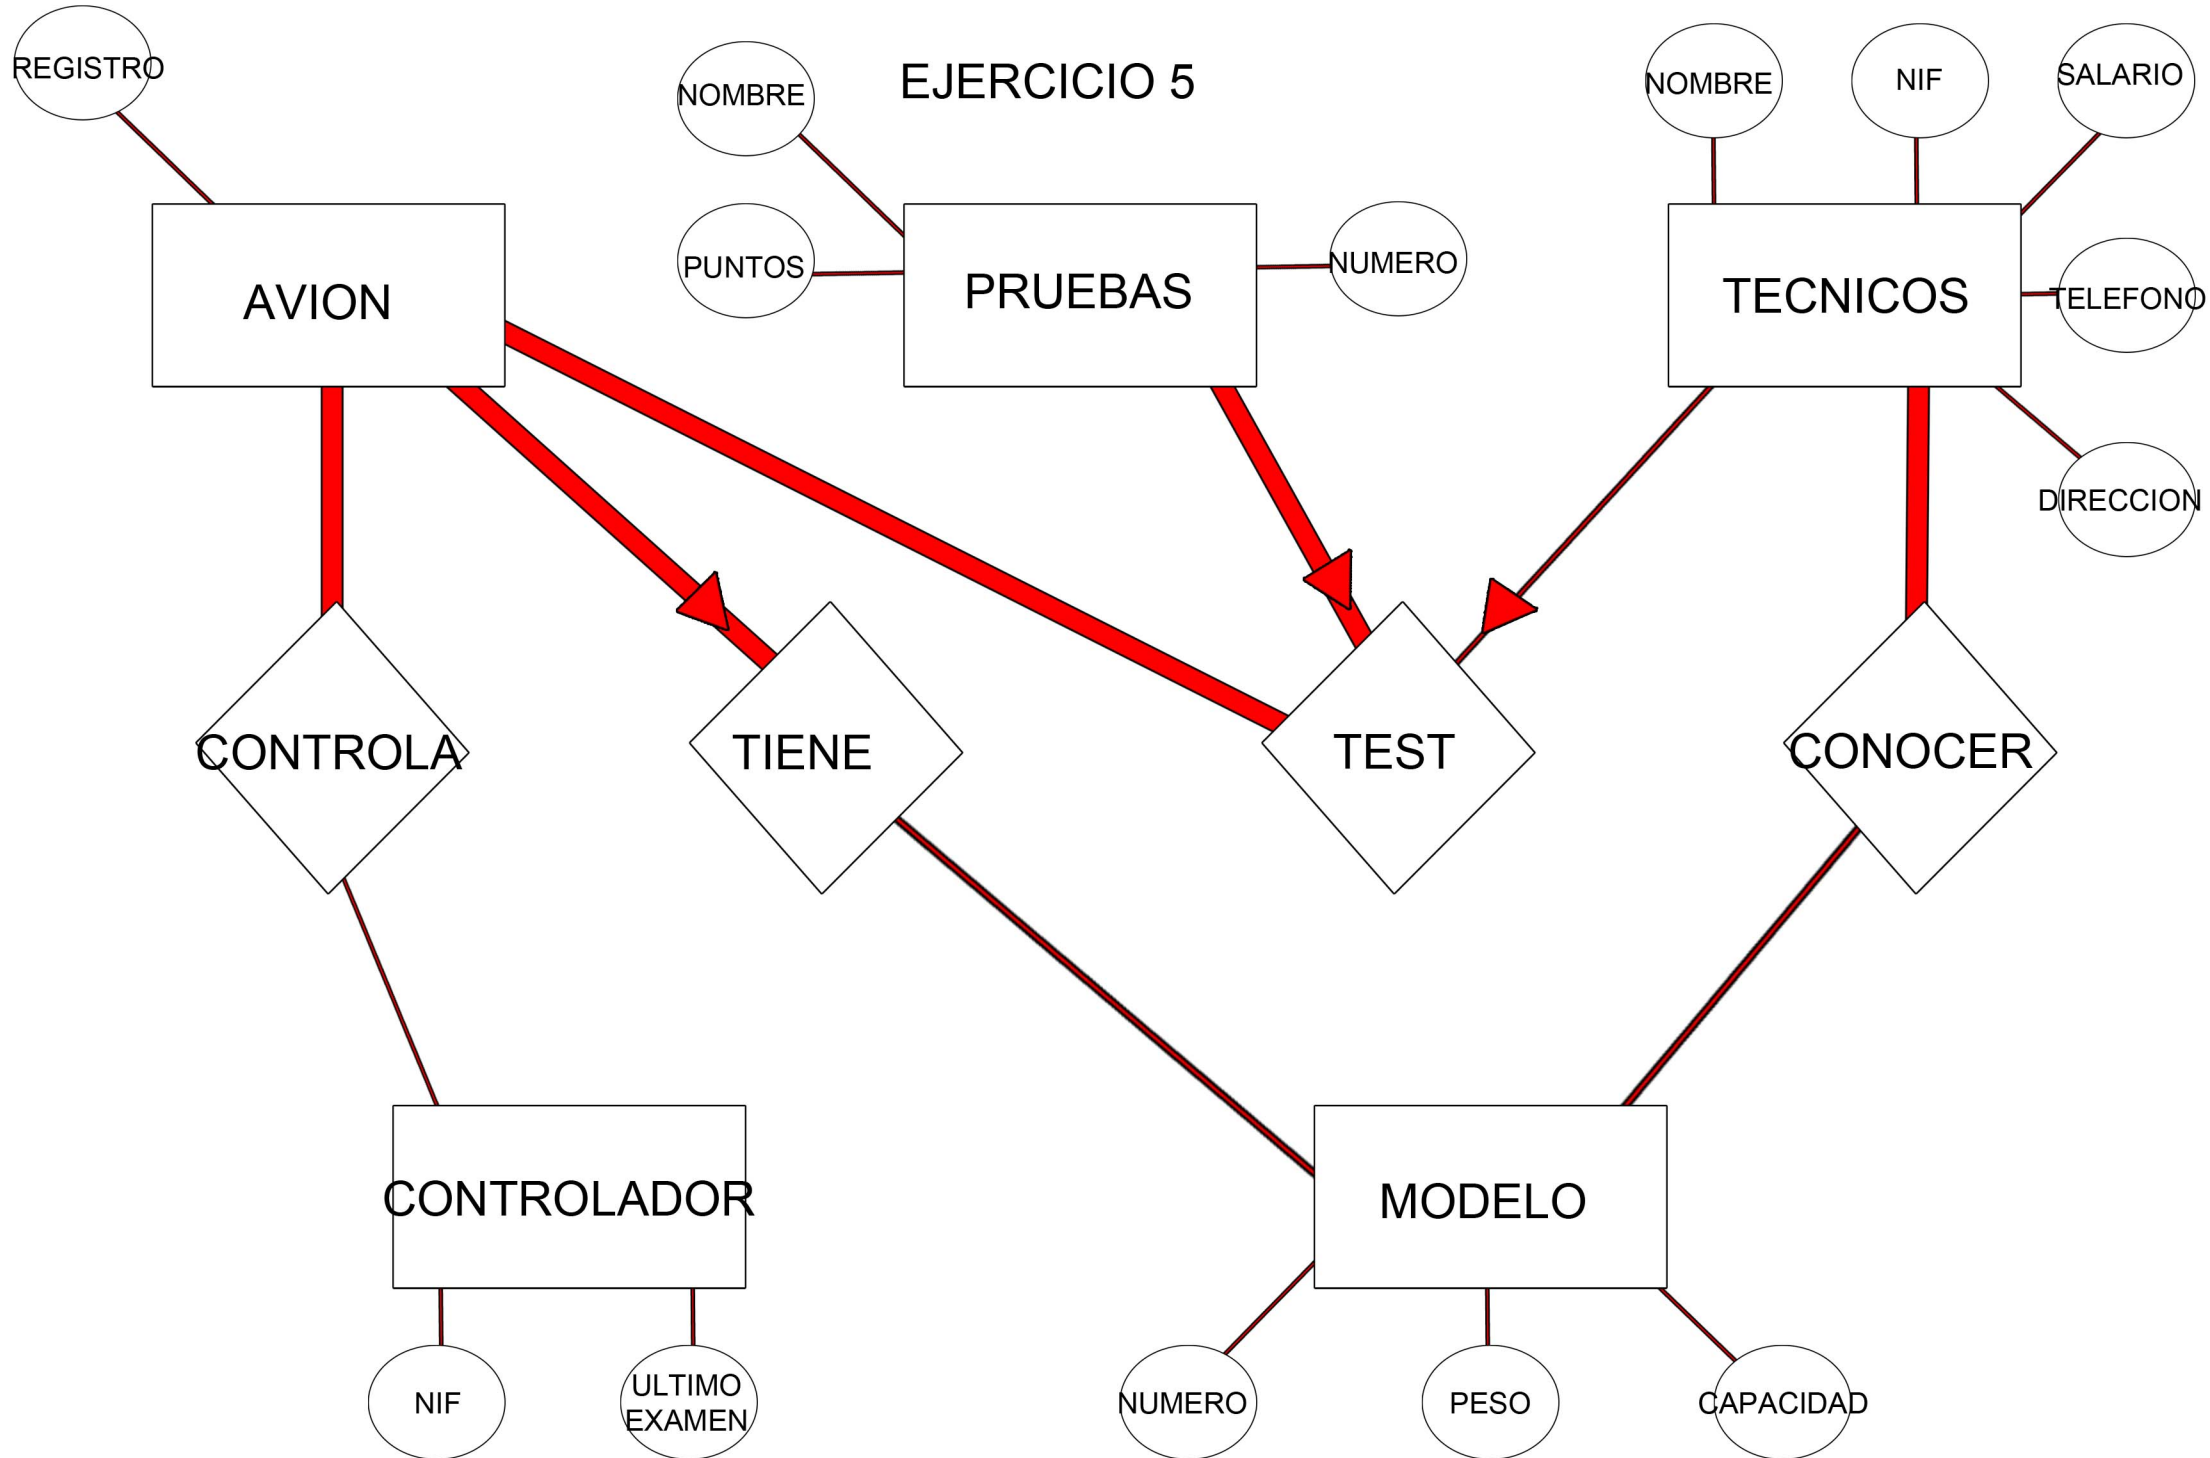 REGISTRO
NOMBRE
EJERCICIO 5
NOMBRE
NIF
SALARIO
PUNTOS
NUMERO
TELEFONO
AVION
PRUEBAS
TECNICOS
DIRECCION
CONTROLA
TIENE
TEST
CONOCER
CONTROLADOR
MODELO
NIF
ULTIMO
EXAMEN
NUMERO
PESO
CAPACIDAD